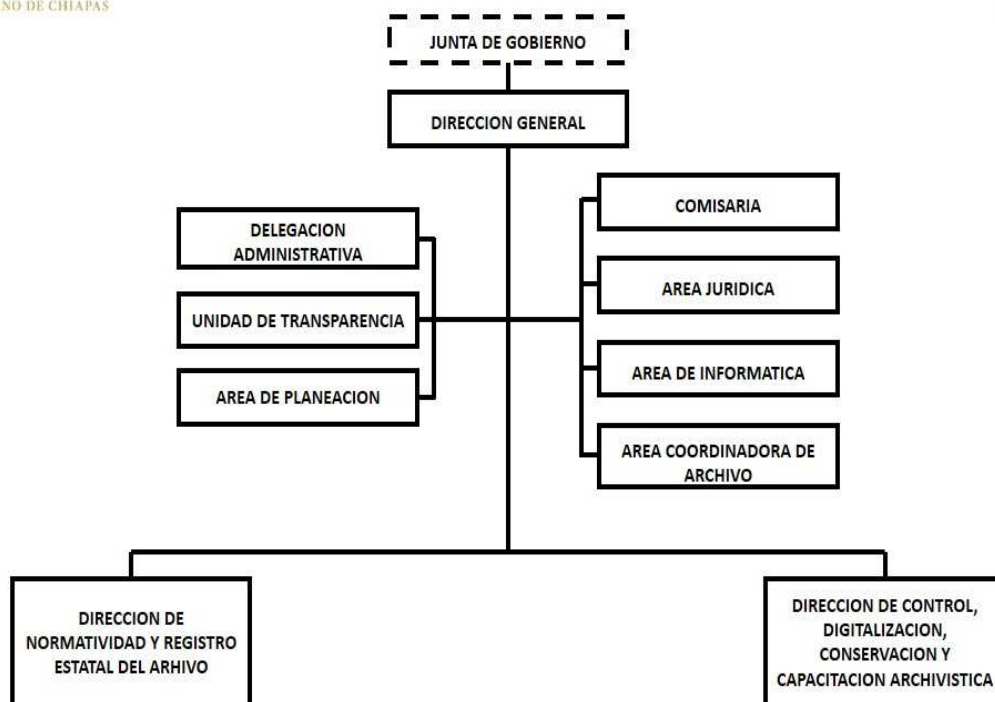 NO DE CHIAPAS
JUNTA DE GOBIERNO
DIRECCION GENERAL
DELEGACION
ADMINISTRATIVA
UNIDAD DE TRANSPARENCIA
AREA DE PLANEACION
COMISARIA
AREA JURIDICA
AREA DE INFORMATICA
AREA COORDINADORA DE
ARCHIVO
DIRECCION DE
NORMATIVIDAD Y REGISTRO
ESTATAL DEL ARHIVO
DIRECCION DE CONTROL,
DIGITALIZACION,
CONSERVACION Y
CAPACITACION ARCHIVISTICA